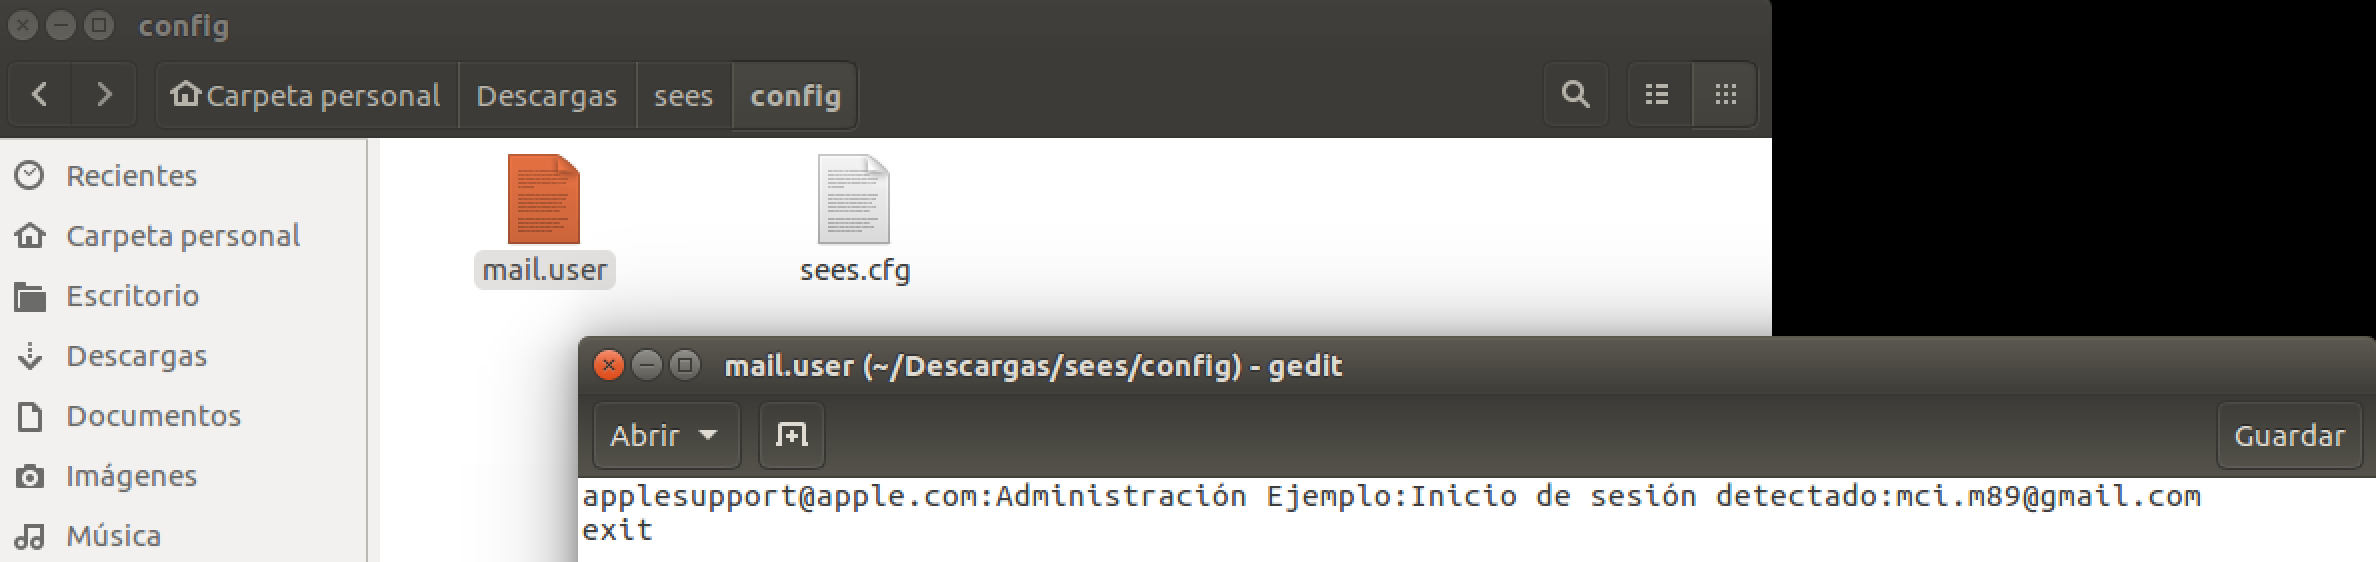 config
Carpeta personal Descargas sees config
Recientes
Carpeta personal
Escritorio
Descargas
Documentos
Imágenes
Música
mail.user sees.cfg
mail.user (~/Descargas/sees/config) - gedit
Abrir Guardar
applesupport@apple.com:Administración Ejemplo:Inicio de sesión detectado:mci.m89@gmail.com
exit